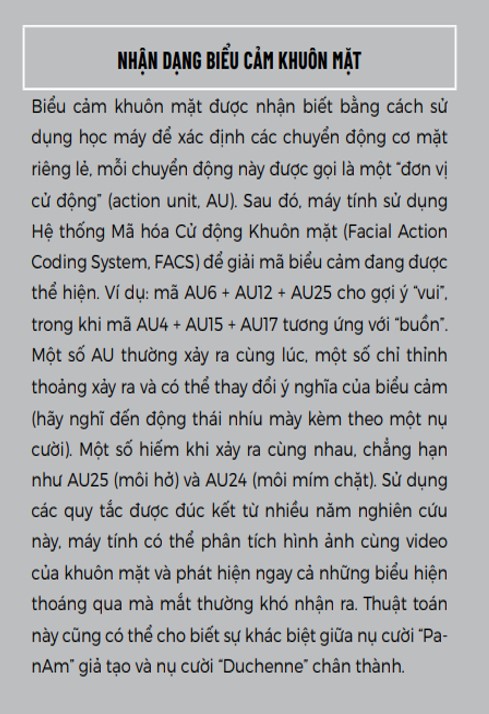 NHẬN DẠNG BIỂU CẢM KHUÔN MẶT
Biểu cảm khuôn mặt được nhận biết bằng cách sử
dụng học máy để xác định các chuyển động cơ mặt
riêng lẻ, mỗi chuyển động này được gọi là một “đơn vị
cử động” (action unit, AU). Sau đó, máy tính sử dụng
Hệ thống Mã hóa Cử động Khuôn mặt (Facial Action
Coding System, FACS) để giải mã biểu cảm đang được
thể hiện. Ví dụ: mã AU6 + AU12 + AU25 cho gợi ý “vui”,
trong khi mã AU4 + AU15 + AU17 tương ứng với “buồn”.
Một số AU thường xảy ra cùng lúc, một số chỉ thỉnh
thoảng xảy ra và có thể thay đổi ý nghĩa của biểu cảm
(hãy nghĩ đến động thái nhíu mày kèm theo một nụ
cười). Một số hiếm khi xảy ra cùng nhau, chẳng hạn
như AU25 (môi hở) và AU24 (môi mím chặt). Sử dụng
các quy tắc được đúc kết từ nhiều năm nghiên cứu
này, máy tính có thể phân tích hình ảnh cùng video
của khuôn mặt và phát hiện ngay cả những biểu hiện
thoáng qua mà mắt thường khó nhận ra. Thuật toán
này cũng có thể cho biết sự khác biệt giữa nụ cười “Pa-
nAm” giả tạo và nụ cười “Duchenne” chân thành.